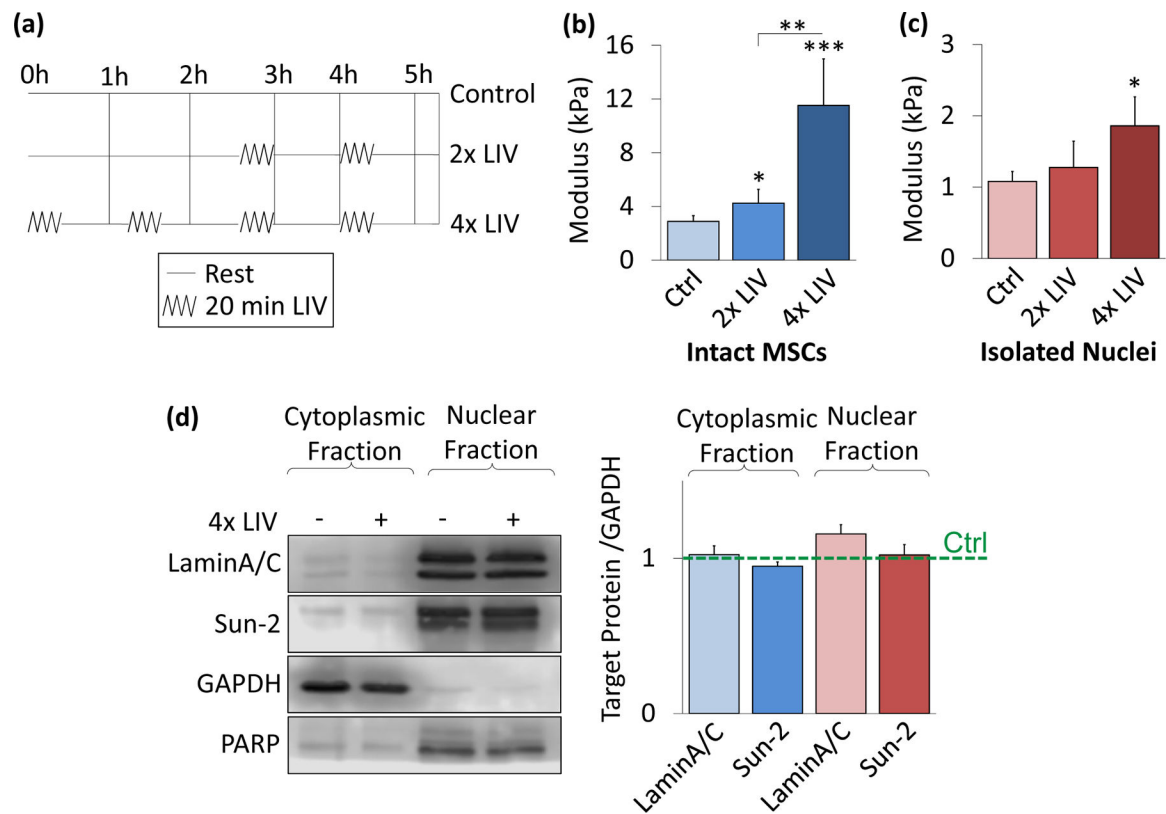 (a)
0h 1h 2h 3h 4h 5h
Control
2x LIV
4x LIV
Rest
20 min LIV
(b)
Modulus (kPa)
16
12
8
4
0
**
***
*
Ctrl
2x LIV
4x LIV
Intact MSCs
(c)
Modulus (kPa)
3
2
1
0
*
Ctrl
2x LIV
4x LIV
Isolated Nuclei
(d)
Cytoplasmic
Fraction
Nuclear
Fraction
4x LIV - + - +
LaminA/C
Sun-2
GAPDH
PARP
Cytoplasmic
Fraction
Nuclear
Fraction
Target Protein /GAPDH
1
0
Ctrl
LaminA/C
Sun-2
LaminA/C
Sun-2